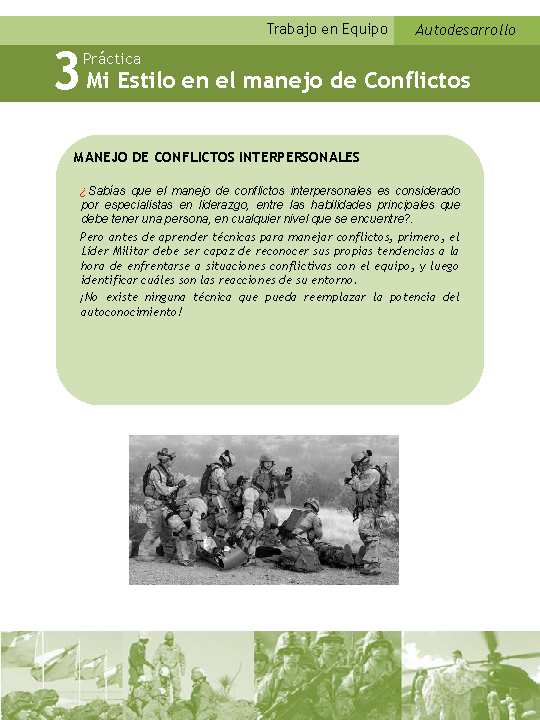 Trabajo en Equipo Autodesarrollo
3 Práctica
Mi Estilo en el manejo de Conflictos
MANEJO DE CONFLICTOS INTERPERSONALES
¿Sabías que el manejo de conflictos interpersonales es considerado
por especialistas en liderazgo, entre las habilidades principales que
debe tener una persona, en cualquier nivel que se encuentre?.
Pero antes de aprender técnicas para manejar conflictos, primero, el
Líder Militar debe ser capaz de reconocer sus propias tendencias a la
hora de enfrentarse a situaciones conflictivas con el equipo, y luego
identificar cuáles son las reacciones de su entorno.
¡No existe ninguna técnica que pueda reemplazar la potencia del
autoconocimiento!